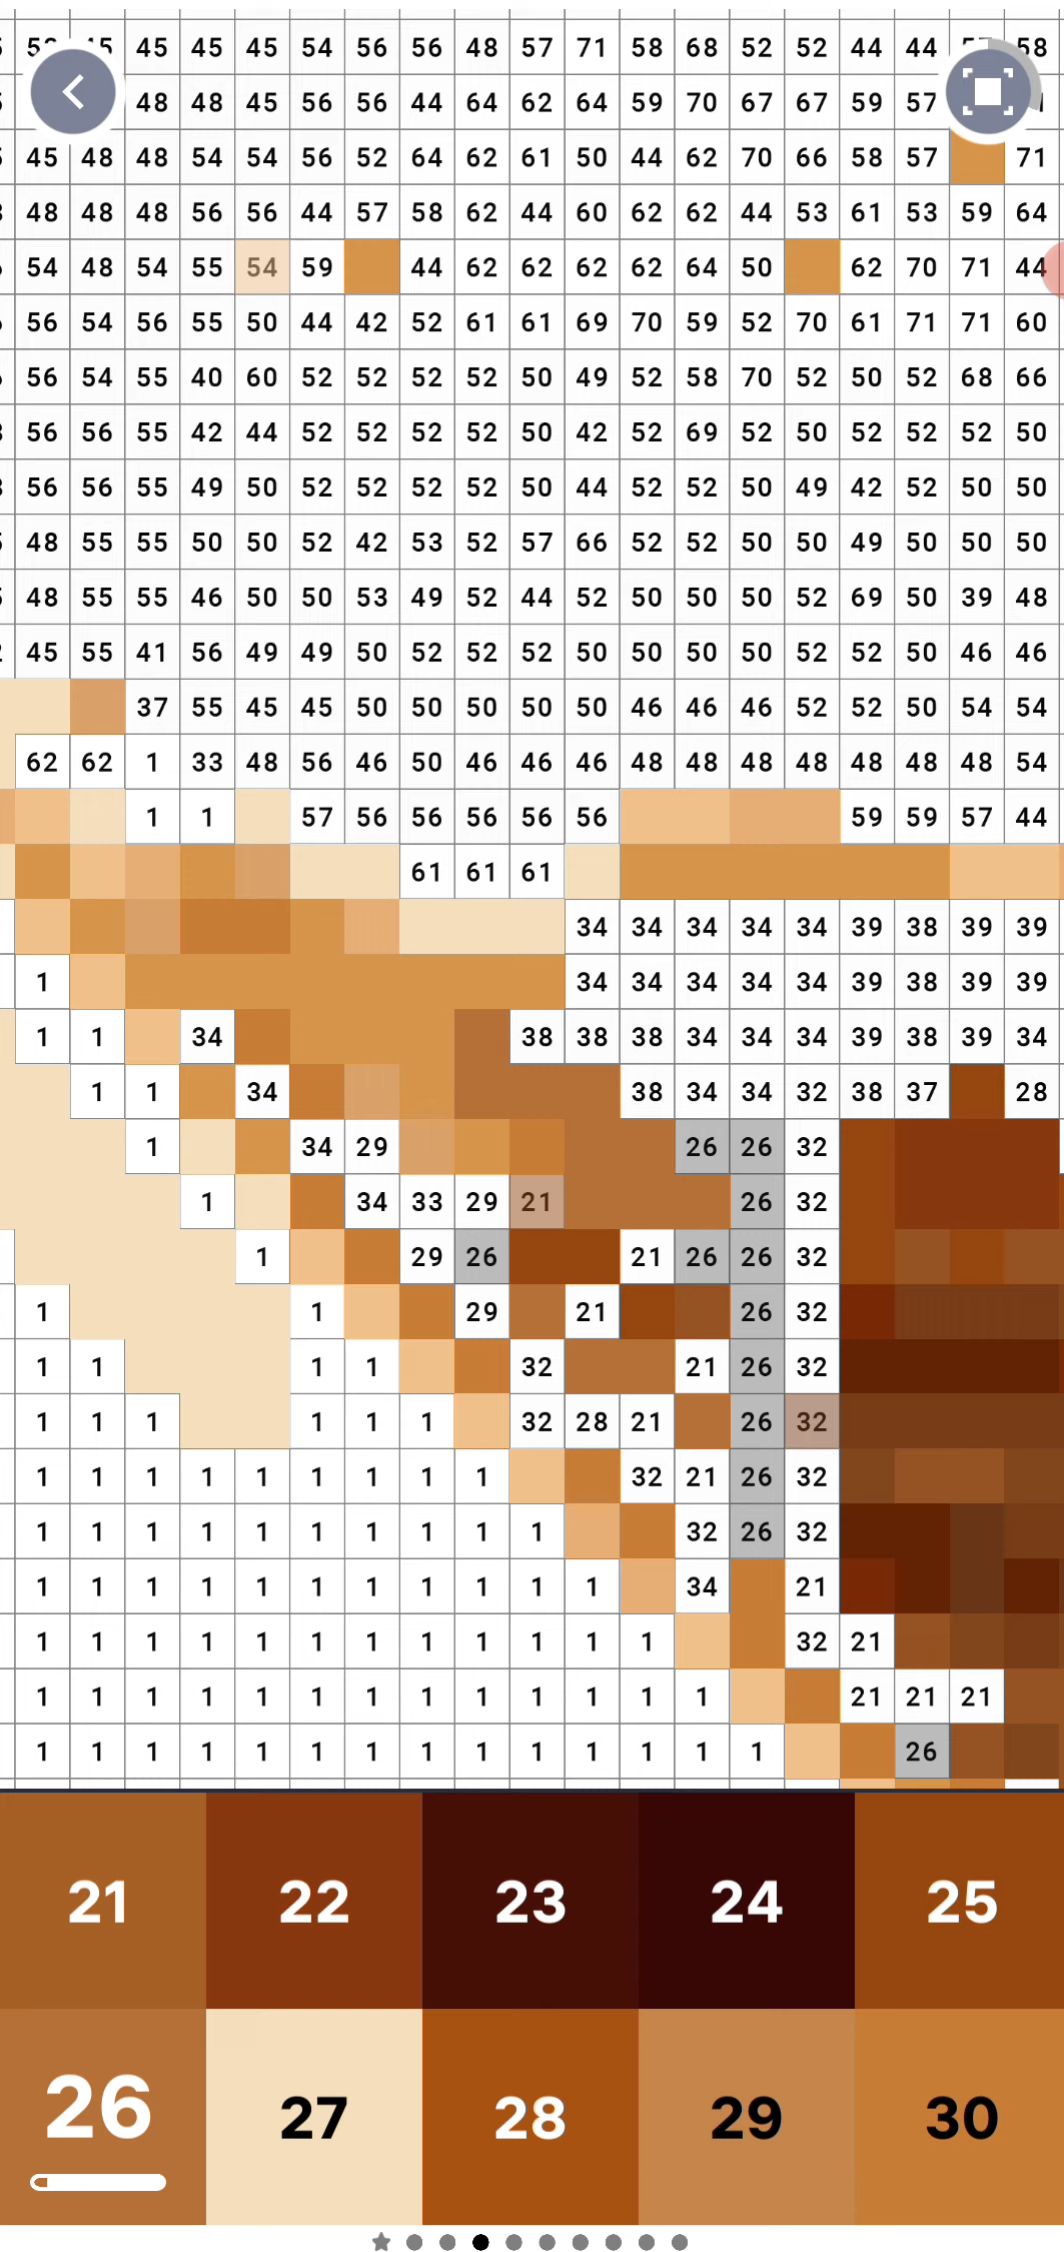 45 45 45 54 56 56 48 57 71 58 68 52 52 44 44 58
48 48 45 56 56 44 64 62 64 59 70 67 67 59 57
45 48 48 54 54 56 52 64 62 61 50 44 62 70 66 58 57 71
48 48 48 56 56 44 57 58 62 44 60 62 62 44 53 61 53 59 64
54 48 54 55 54 59 44 62 62 62 62 64 50 62 70 71 44
56 54 56 55 50 44 42 52 61 61 69 70 59 52 70 61 71 71 60
56 54 55 40 60 52 52 52 52 50 49 52 58 70 52 50 52 68 66
56 56 55 42 44 52 52 52 52 50 42 52 69 52 50 52 52 52 50
56 56 55 49 50 52 52 52 52 50 44 52 52 50 49 42 52 50 50
48 55 55 50 50 52 42 53 52 57 66 52 52 50 50 49 50 50 50
48 55 55 46 50 50 53 49 52 44 52 50 50 50 52 69 50 39 48
45 55 41 56 49 49 50 52 52 52 50 50 50 50 52 52 50 46 46
37 55 45 45 50 50 50 50 50 46 46 46 52 52 50 54 54
62 62 1 33 48 56 46 50 46 46 46 48 48 48 48 48 48 48 54
1 1 57 56 56 56 56 56 59 59 57 44
61 61 61
34 34 34 34 34 39 38 39 39
1 34 34 34 34 34 39 38 39 39
1 1 34 38 38 38 34 34 34 39 38 39 34
1 1 34 38 34 34 32 38 37 28
1 34 29 26 26 32
1 34 33 29 21 26 32
1 29 26 21 26 26 32
1 1 29 21 26 32
1 1 1 1 32 21 26 32
1 1 1 1 1 1 32 28 21 26 32
1 1 1 1 1 1 1 1 1 32 21 26 32
1 1 1 1 1 1 1 1 1 1 32 26 32
1 1 1 1 1 1 1 1 1 1 1 34 21
1 1 1 1 1 1 1 1 1 1 1 1 32 21
1 1 1 1 1 1 1 1 1 1 1 1 1 21 21 21
1 1 1 1 1 1 1 1 1 1 1 1 1 1 26
21 22 23 24 25
26 27 28 29 30